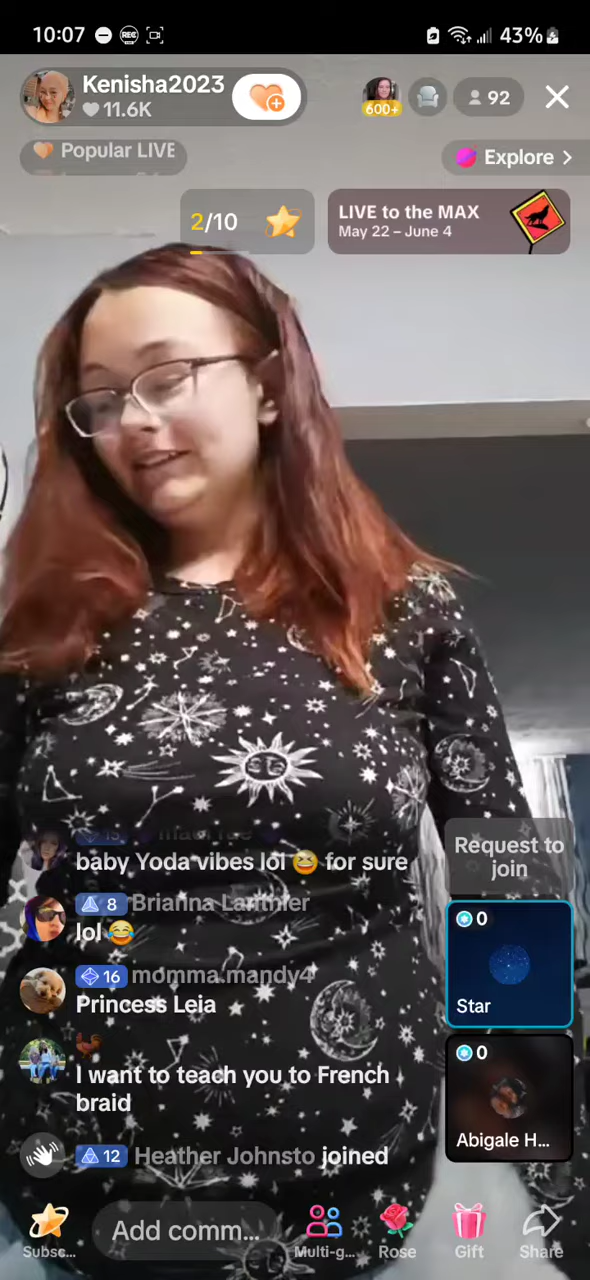 10:07
REC
43%
Kenisha2023
11.6K
600+
92
Popular LIVE
Explore
2/10
LIVE to the MAX
May 22 – June 4
baby Yoda vibes lol 😆 for sure
8 Brianna Lanthier
lol 😂
16 momma.mandy4
Princess Leia
I want to teach you to French
braid
12 Heather Johnsto joined
Request to
join
0
Star
0
Abigale H...
Subsc...
Add comm...
Multi-g...
Rose
Gift
Share